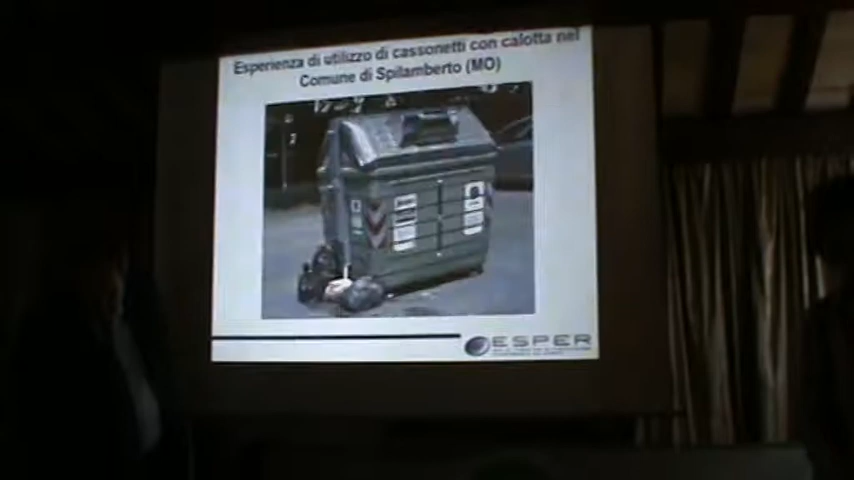 Esperienza di utilizzo di cassonetti con calotta nel
Comune di Spilamberto (MO)
ESPER